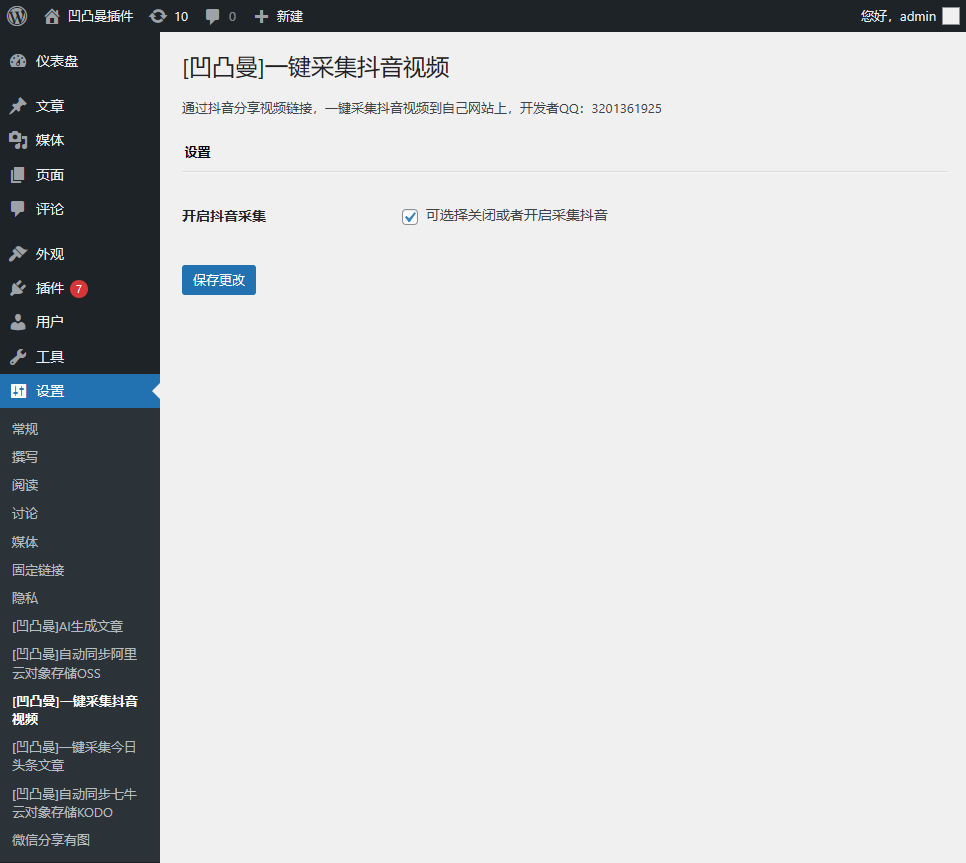 凹凸曼插件 10 0 新建 您好，admin
仪表盘
文章
媒体
页面
评论
外观
插件 7
用户
工具
设置
常规
撰写
阅读
讨论
媒体
固定链接
隐私
[凹凸曼]AI生成文章
[凹凸曼]自动同步阿里
云对象存储OSS
[凹凸曼]一键采集抖音
视频
[凹凸曼]一键采集今日
头条文章
[凹凸曼]自动同步七牛
云对象存储KODO
微信分享有图
[凹凸曼]一键采集抖音视频
通过抖音分享视频链接，一键采集抖音视频到自己网站上，开发者QQ：3201361925
设置
开启抖音采集 可选择关闭或者开启采集抖音
保存更改